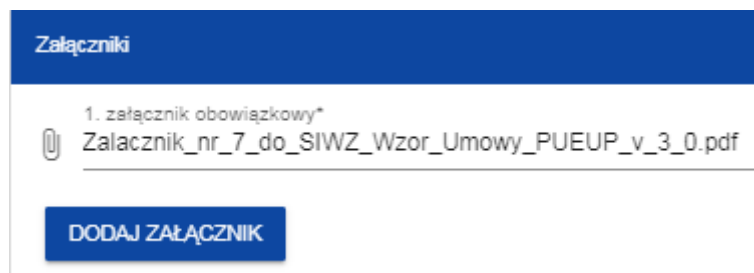 Załączniki
1. załącznik obowiązkowy*
Zalacznik_nr_7_do_SIWZ_Wzor_Umowy_PUEUP_v_3_0.pdf
DODAJ ZAŁĄCZNIK